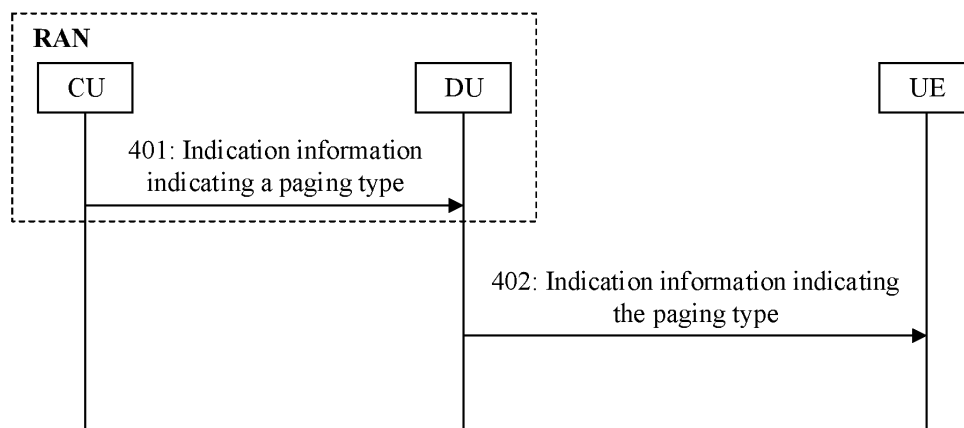 RAN
CU
DU
UE
401: Indication information
indicating a paging type
402: Indication information indicating
the paging type